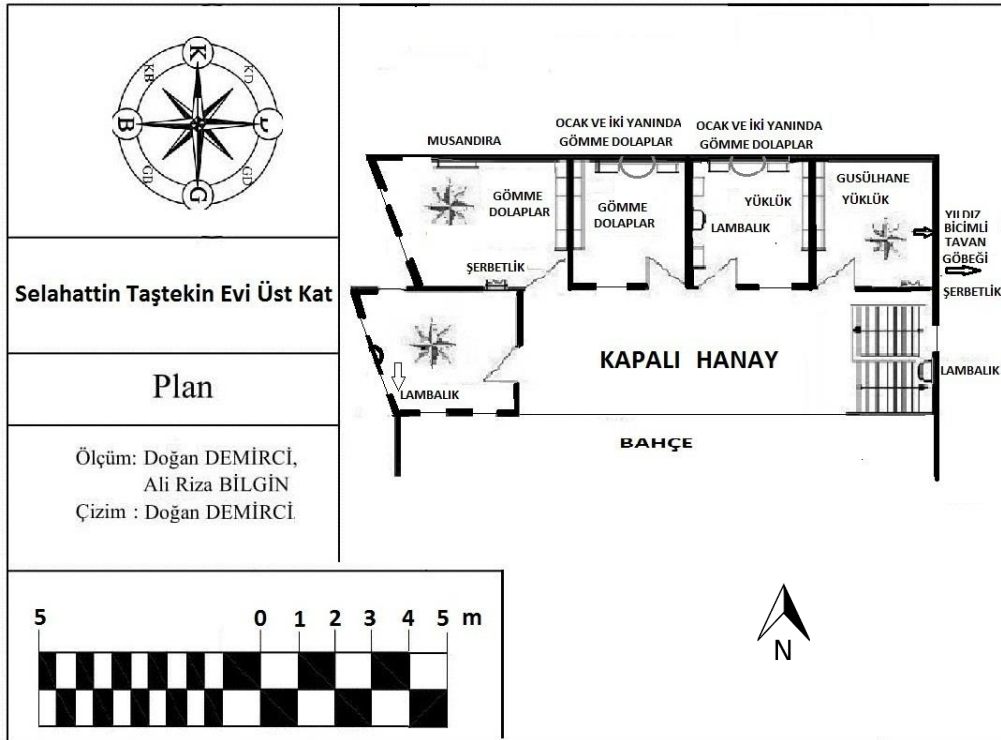 K
KD
D
GD
G
GB
B
KB
Selahattin Taştekin Evi Üst Kat
Plan
Ölçüm: Doğan DEMİRCİ,
Ali Riza BİLGİN
Çizim : Doğan DEMİRCİ
MUSANDIRA
OCAK VE İKİ YANINDA
GÖMME DOLAPLAR
OCAK VE İKİ YANINDA
GÖMME DOLAPLAR
GÖMME
DOLAPLAR
GÖMME
DOLAPLAR
YÜKLÜK
LAMBALIK
GUSÜLHANE
YÜKLÜK
YILDIZ
BİCİMLİ
TAVAN
GÖBEĞİ
ŞERBETLİK
ŞERBETLİK
KAPALI HANAY
LAMBALIK
LAMBALIK
BAHÇE
5 0 1 2 3 4 5 m
N